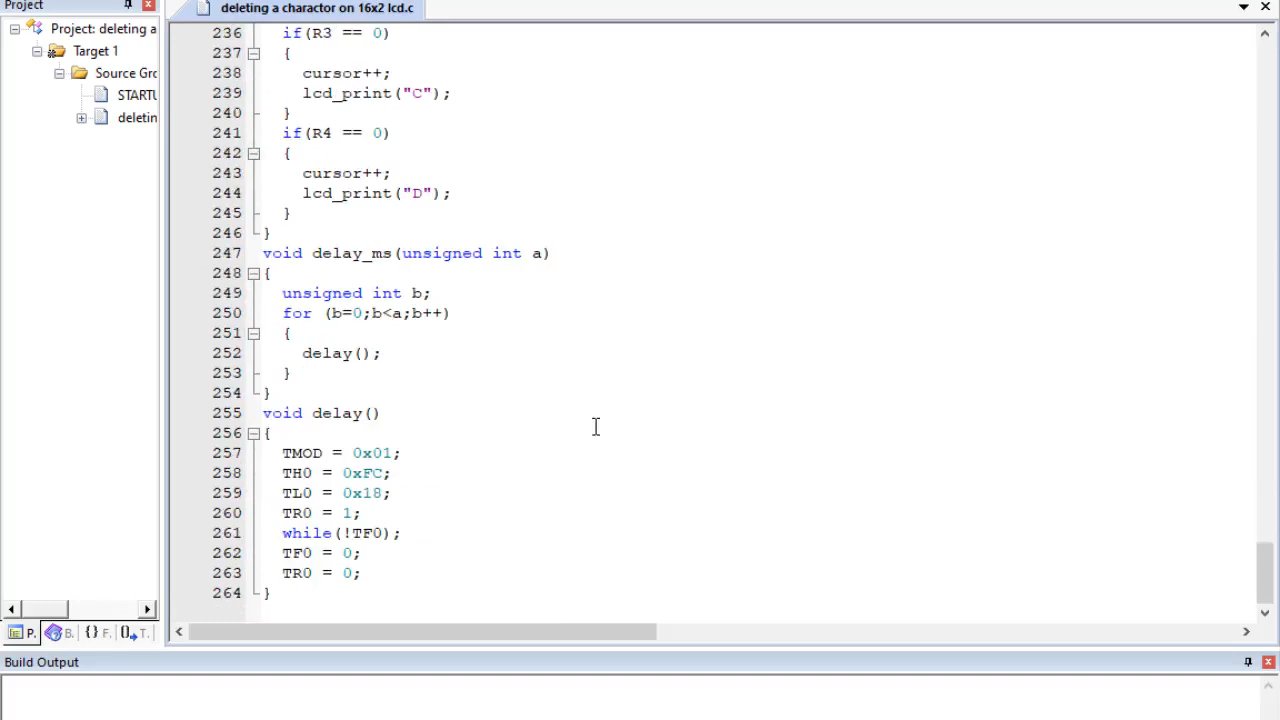 Project
deleting a charactor on 16x2 lcd.c
Project: deleting a
Target 1
Source Gro
STARTU
deletin
236 if(R3 == 0)
237 {
238 cursor++;
239 lcd_print("C");
240 }
241 if(R4 == 0)
242 {
243 cursor++;
244 lcd_print("D");
245 }
246 }
247 void delay_ms(unsigned int a)
248 {
249 unsigned int b;
250 for (b=0;b<a;b++)
251 {
252 delay();
253 }
254 }
255 void delay()
256 {
257 TMOD = 0x01;
258 TH0 = 0xFC;
259 TL0 = 0x18;
260 TR0 = 1;
261 while(!TF0);
262 TF0 = 0;
263 TR0 = 0;
264 }
P. B. {} F. T.
Build Output